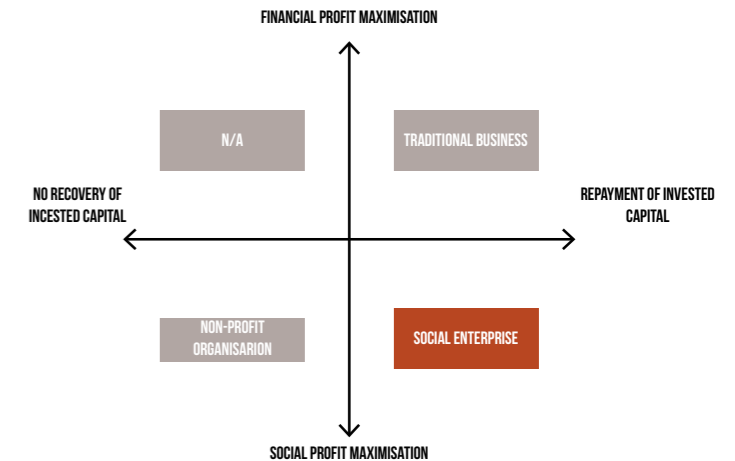 FINANCIAL PROFIT MAXIMISATION
N/A
TRADITIONAL BUSINESS
NO RECOVERY OF
INCESTED CAPITAL
REPAYMENT OF INVESTED
CAPITAL
NON-PROFIT
ORGANISARION
SOCIAL ENTERPRISE
SOCIAL PROFIT MAXIMISATION